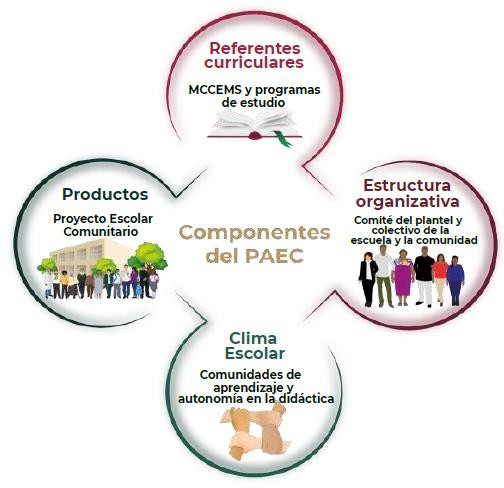 Referentes
curriculares
MCCEMS y programas
de estudio
Productos
Proyecto Escolar
Comunitario
Componentes
del PAEC
Estructura
organizativa
Comité del plantel y
colectivo de la
escuela y la comunidad
Clima
Escolar
Comunidades de
aprendizaje y
autonomía en la didáctica